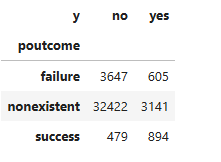 y no yes
poutcome
failure 3647 605
nonexistent 32422 3141
success 479 894